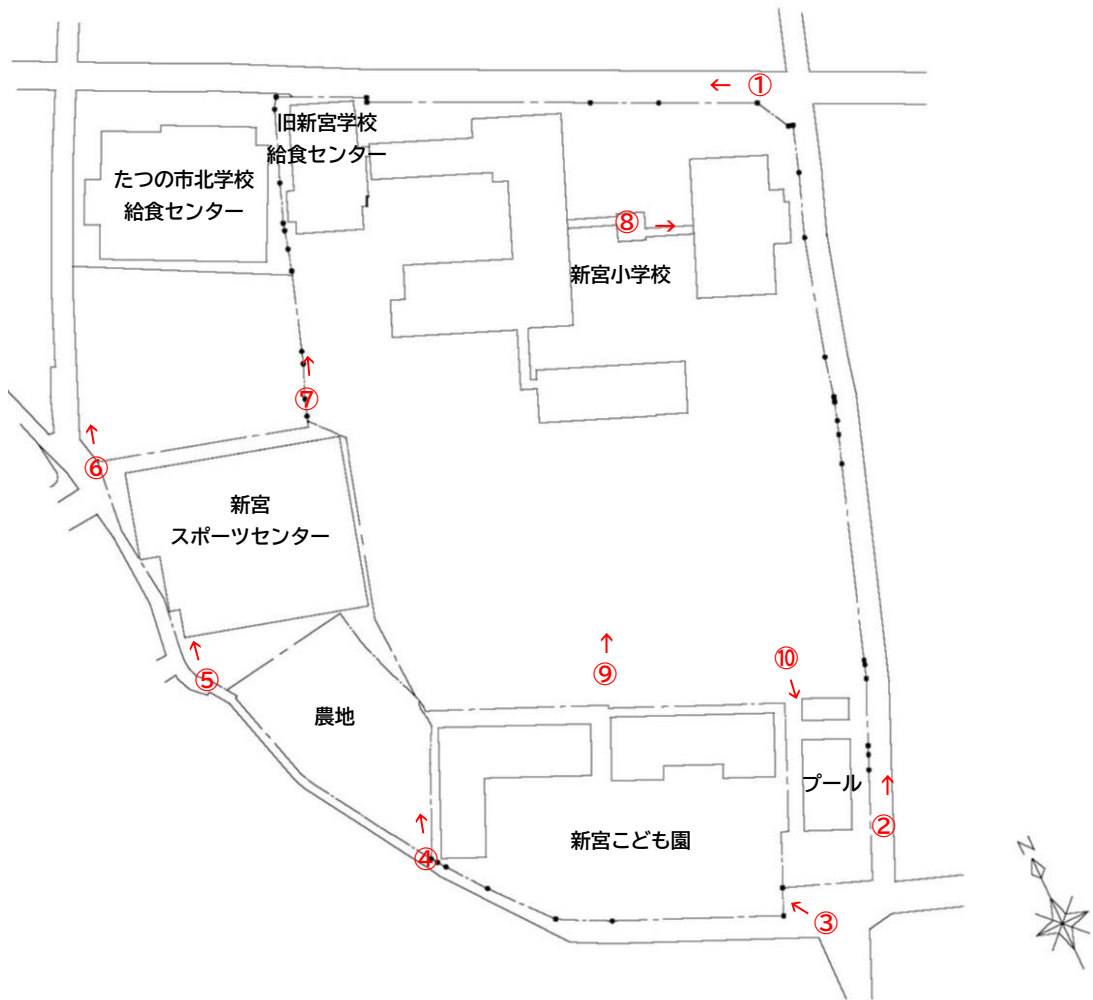 ← ①
旧新宮学校
給食センター
たつの市北学校
給食センター
⑧ →
新宮小学校
↑
⑦
↑
⑥
新宮
スポーツセンター
↑
⑤
↑
⑨
⑩
↓
農地
プール
↑
②
↑
④
新宮こども園
←
③
N